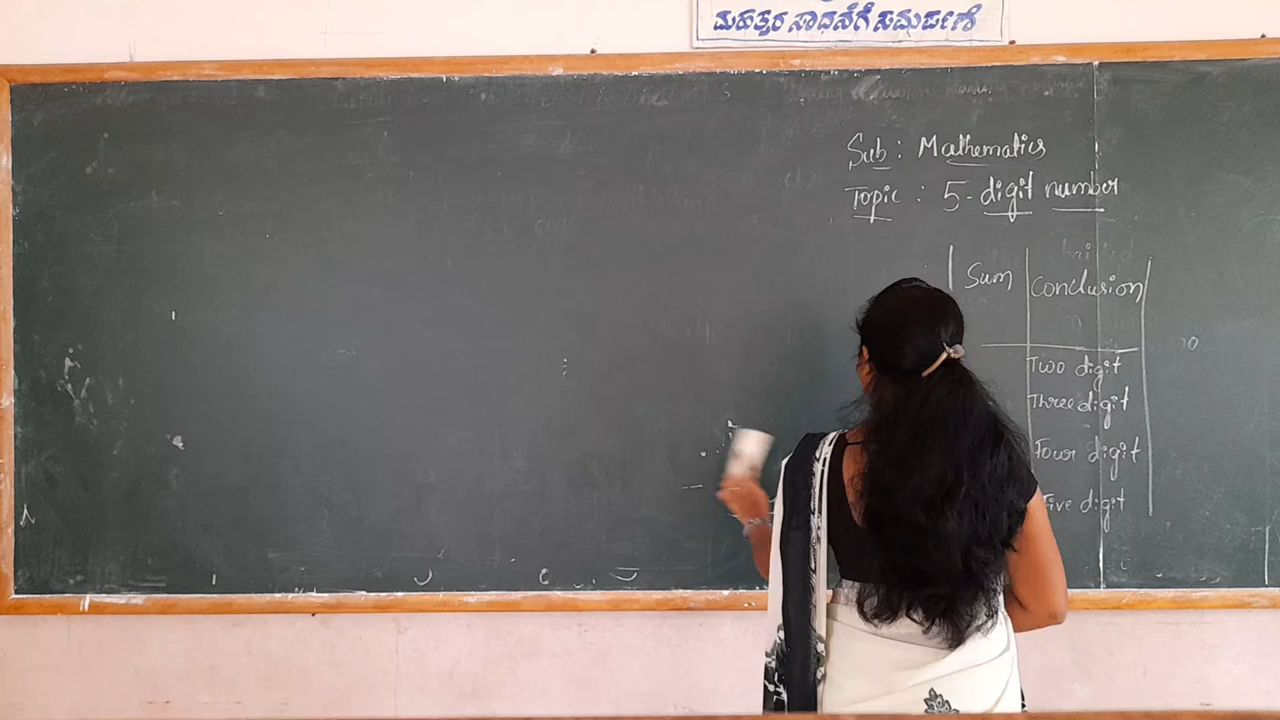 ಮಹತ್ತರ ಸಾಧನೆಗೆ ಸಮರ್ಪಣೆ
Sub : Mathematics
Topic : 5-digit number
Sum Conclusion
Two digit
Three digit
Four digit
Five digit